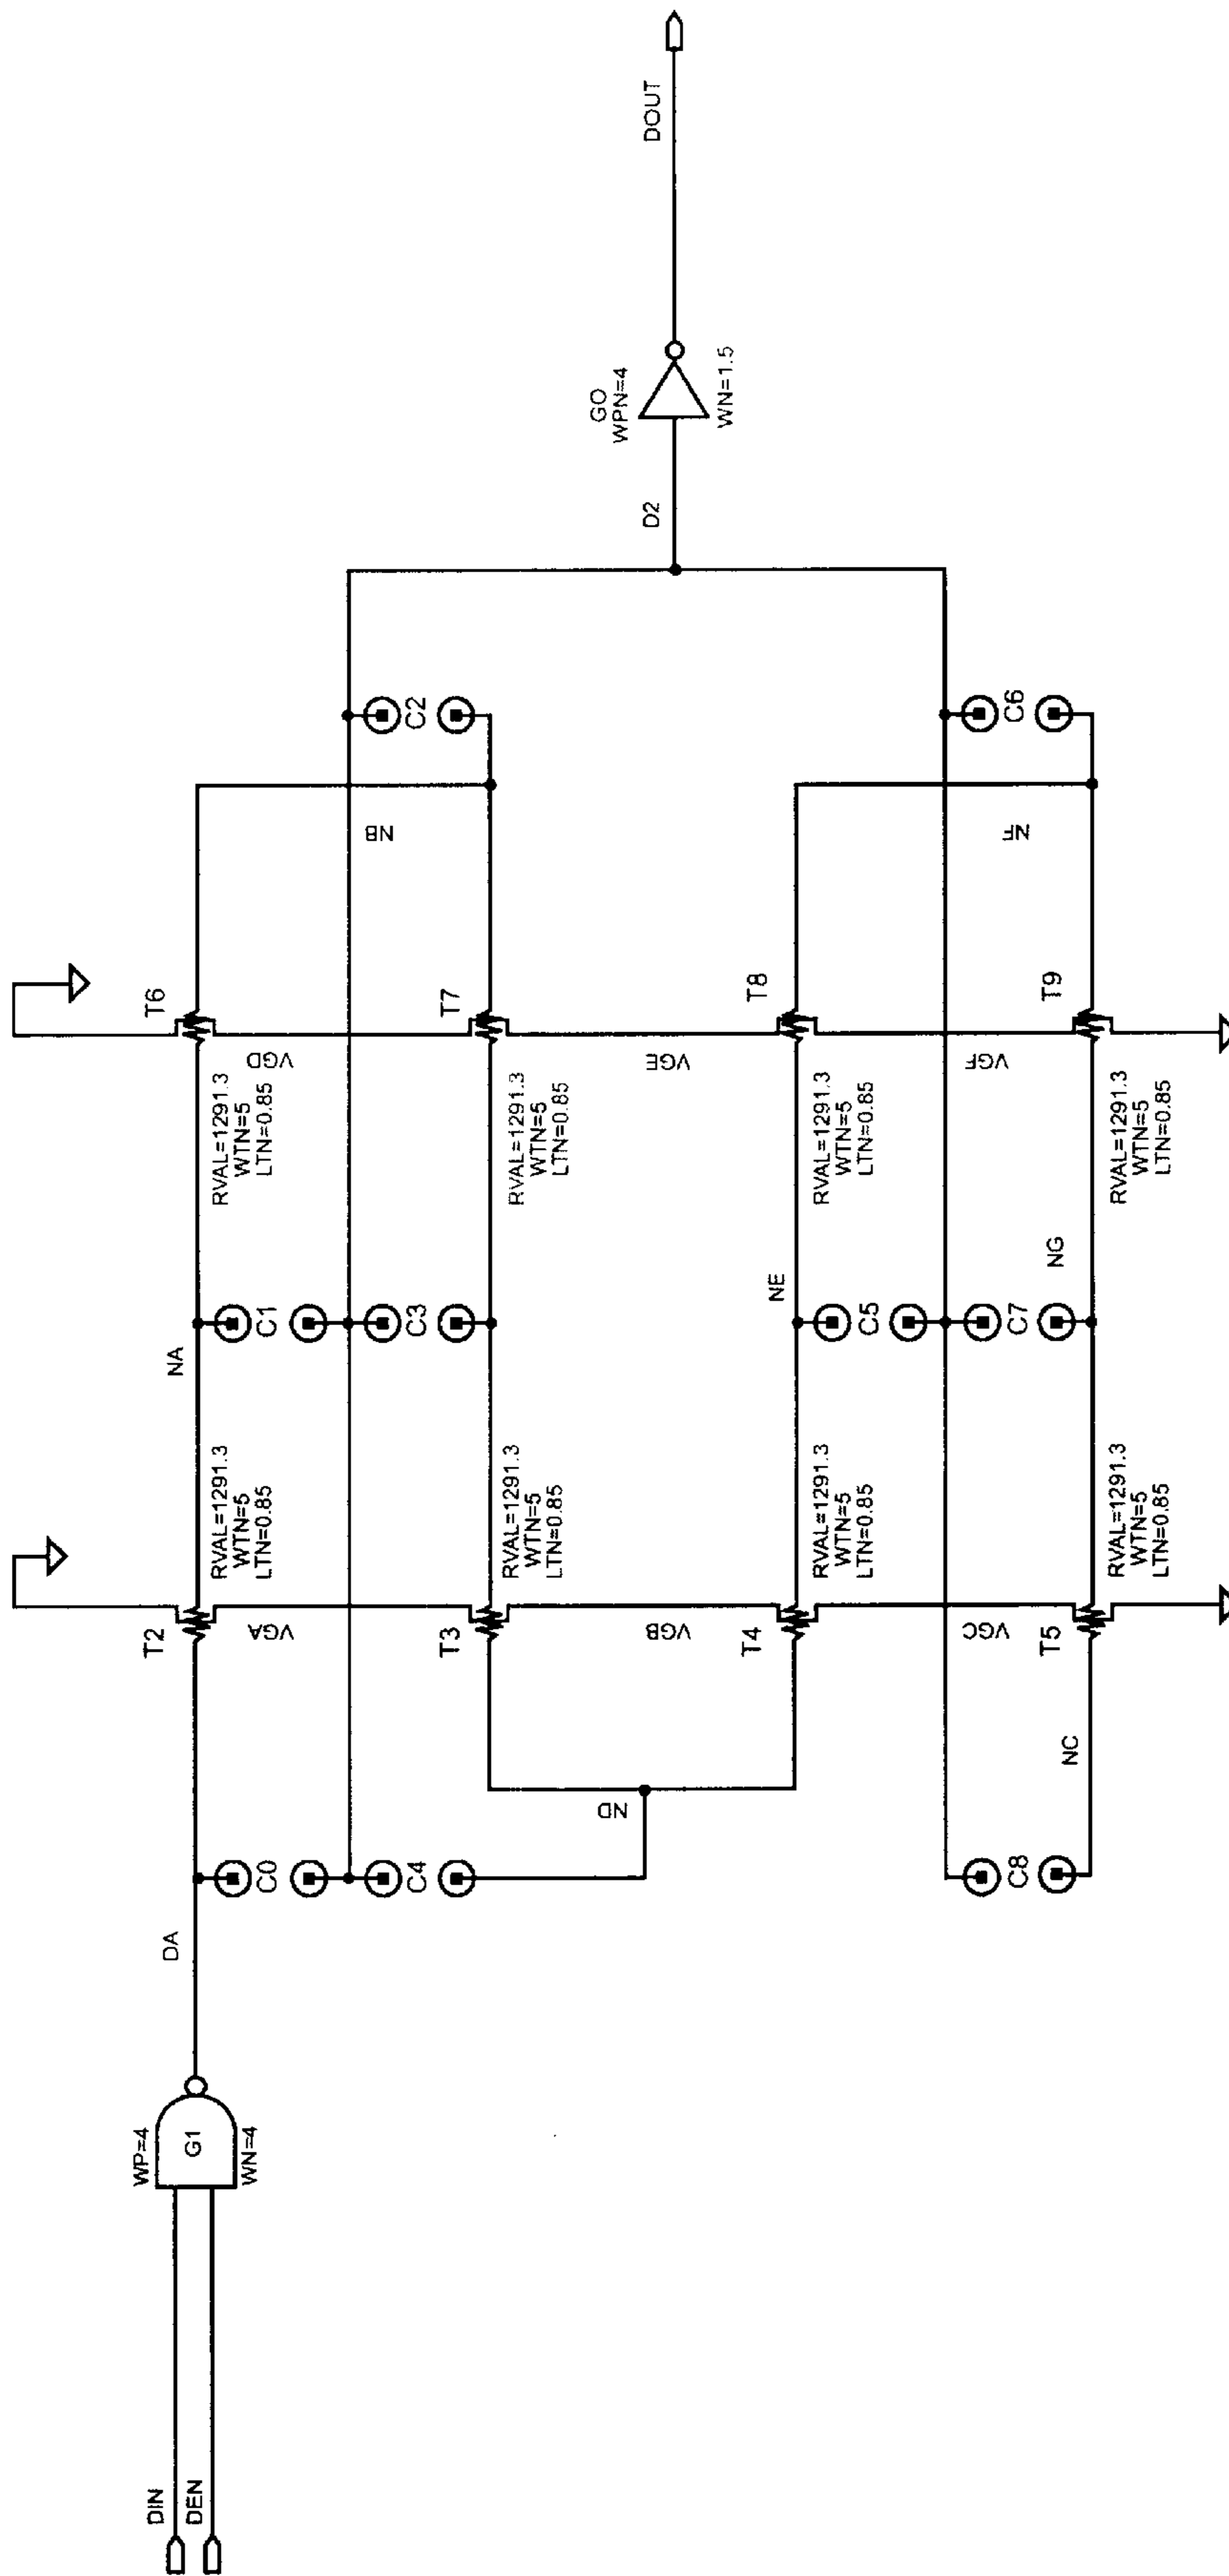 DIN
DEN
WP=4
G1
WN=4
DA
C0
C4
ND
C8
NC
T2
VGA
T3
VGB
T4
VGC
T5
RVAL=1291.3
WTN=5
LTN=0.85
RVAL=1291.3
WTN=5
LTN=0.85
RVAL=1291.3
WTN=5
LTN=0.85
RVAL=1291.3
WTN=5
LTN=0.85
NA
C1
C3
NE
C5
C7
NG
RVAL=1291.3
WTN=5
LTN=0.85
RVAL=1291.3
WTN=5
LTN=0.85
RVAL=1291.3
WTN=5
LTN=0.85
RVAL=1291.3
WTN=5
LTN=0.85
T6
VGD
T7
VGE
T8
VGF
T9
NB
NF
C2
C6
D2
GO
WPN=4
WN=1.5
DOUT